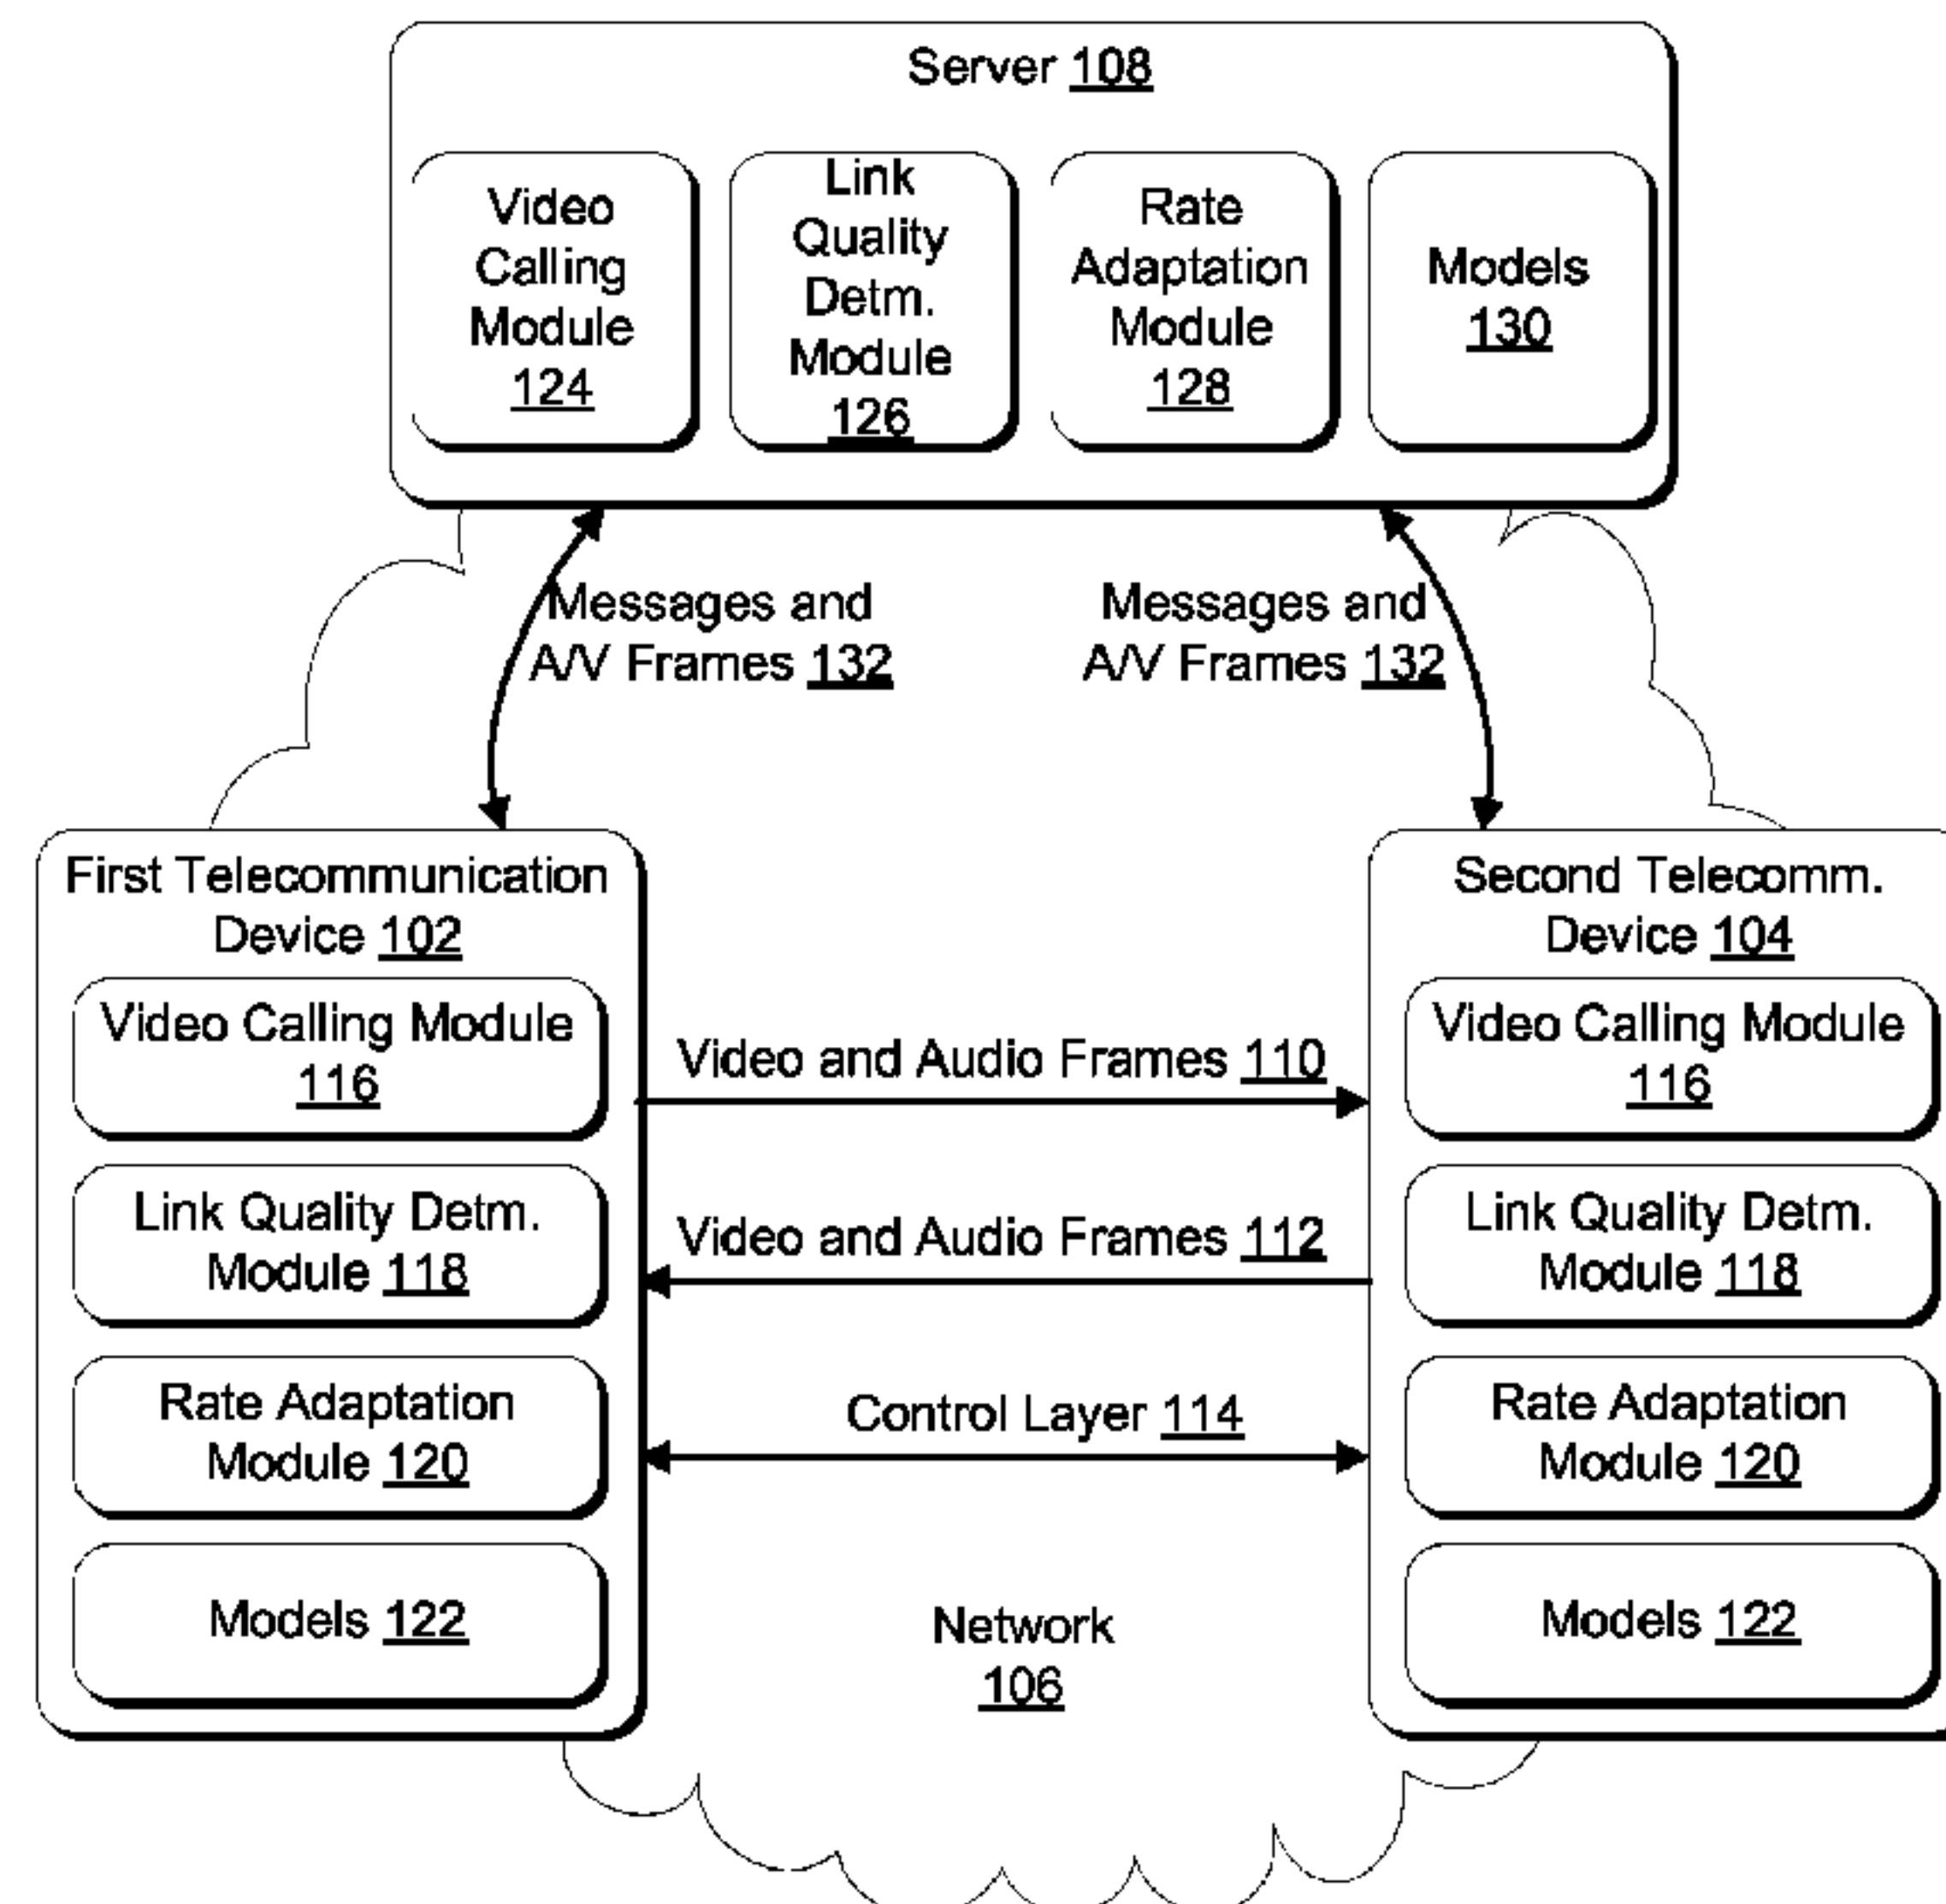 Server 108
Video
Calling
Module
124
Link
Quality
Detm.
Module
126
Rate
Adaptation
Module
128
Models
130
Messages and
A/V Frames 132
Messages and
A/V Frames 132
First Telecommunication
Device 102
Video Calling Module
116
Link Quality Detm.
Module 118
Rate Adaptation
Module 120
Models 122
Video and Audio Frames 110
Video and Audio Frames 112
Control Layer 114
Network
106
Second Telecomm.
Device 104
Video Calling Module
116
Link Quality Detm.
Module 118
Rate Adaptation
Module 120
Models 122